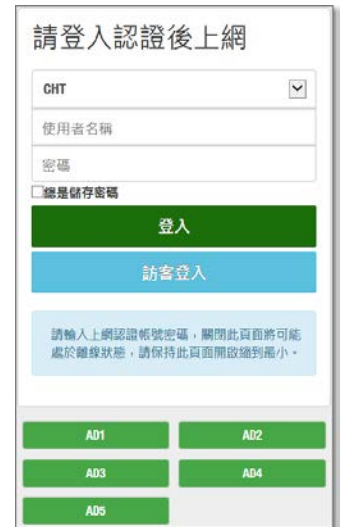 請登入認證後上網
CHT
使用者名稱
密碼
總是儲存密碼
登入
訪客登入
請輸入上網認證帳號密碼，關閉此頁面將可能
處於離線狀態，請保持此頁面開啟縮到最小。
AD1 AD2
AD3 AD4
AD5